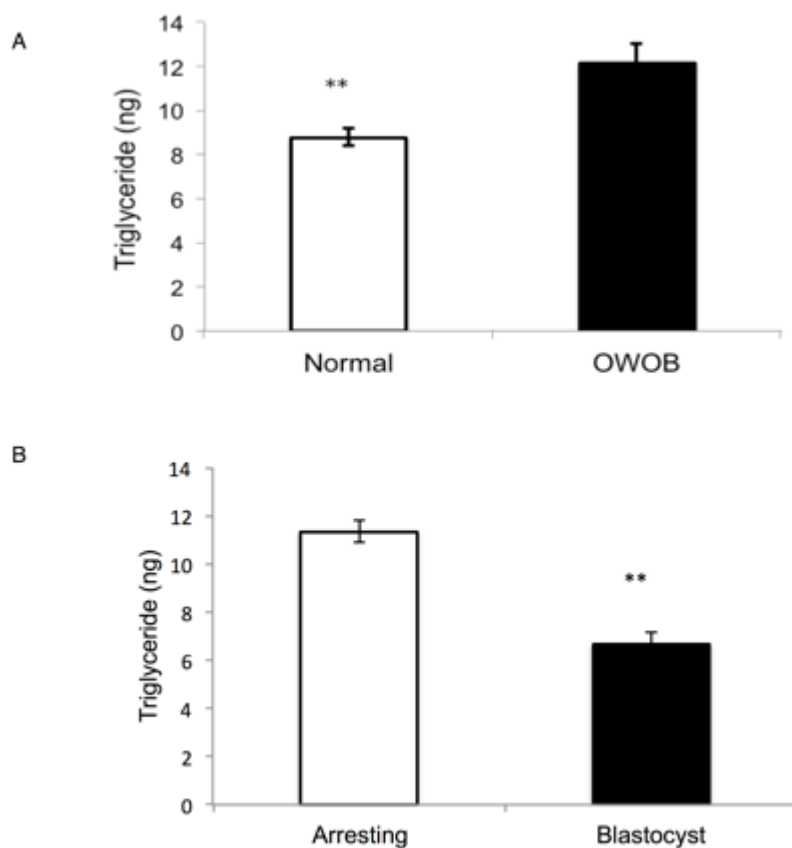 A
Triglyceride (ng)
14
12
10
8
6
4
2
0
**
Normal
OWOB
B
Triglyceride (ng)
14
12
10
8
6
4
2
0
**
Arresting
Blastocyst